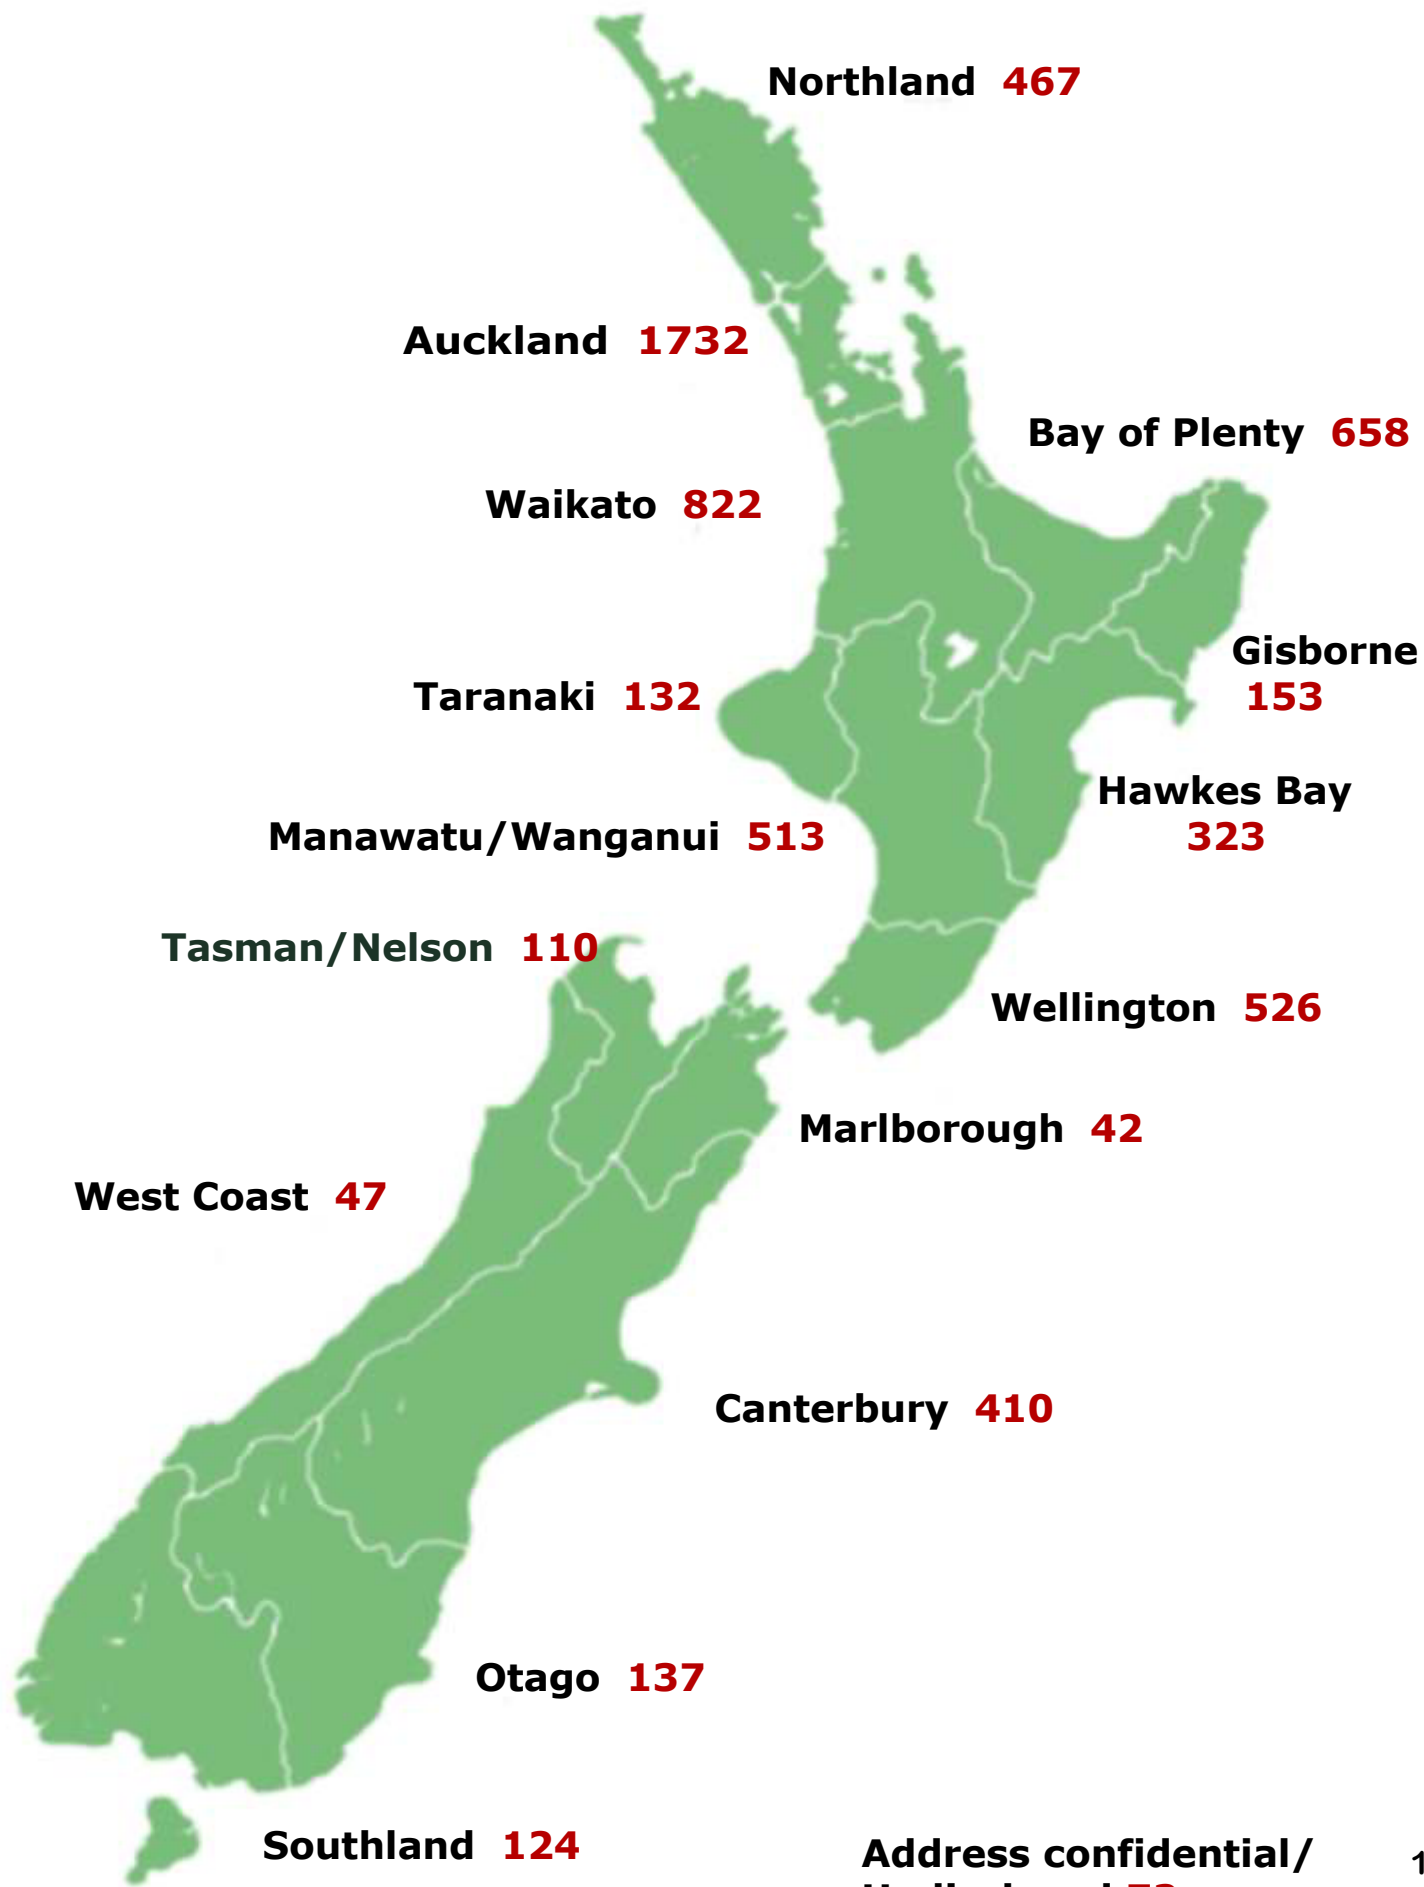 Northland 467
Auckland 1732
Bay of Plenty 658
Waikato 822
Gisborne
153
Taranaki 132
Hawkes Bay
323
Manawatu/Wanganui 513
Tasman/Nelson 110
Wellington 526
Marlborough 42
West Coast 47
Canterbury 410
Otago 137
Southland 124
Address confidential/
1